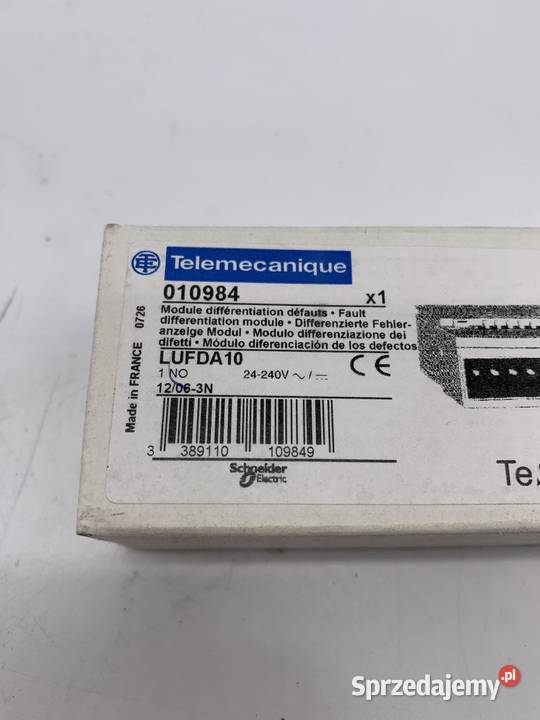 Telemecanique
010984 x1
Module différentiation défauts • Fault
differentiation module • Differenzierte Fehler-
anzeige Modul • Modulo differenziazione dei
difetti • Módulo diferenciación de los defectos
LUFDA10
1 NO 24-240V ~/⎓ CE
12/06-3N
3 389110 109849
Schneider
Electric
Made in FRANCE 0726
Te
Sprzedajemy.pl